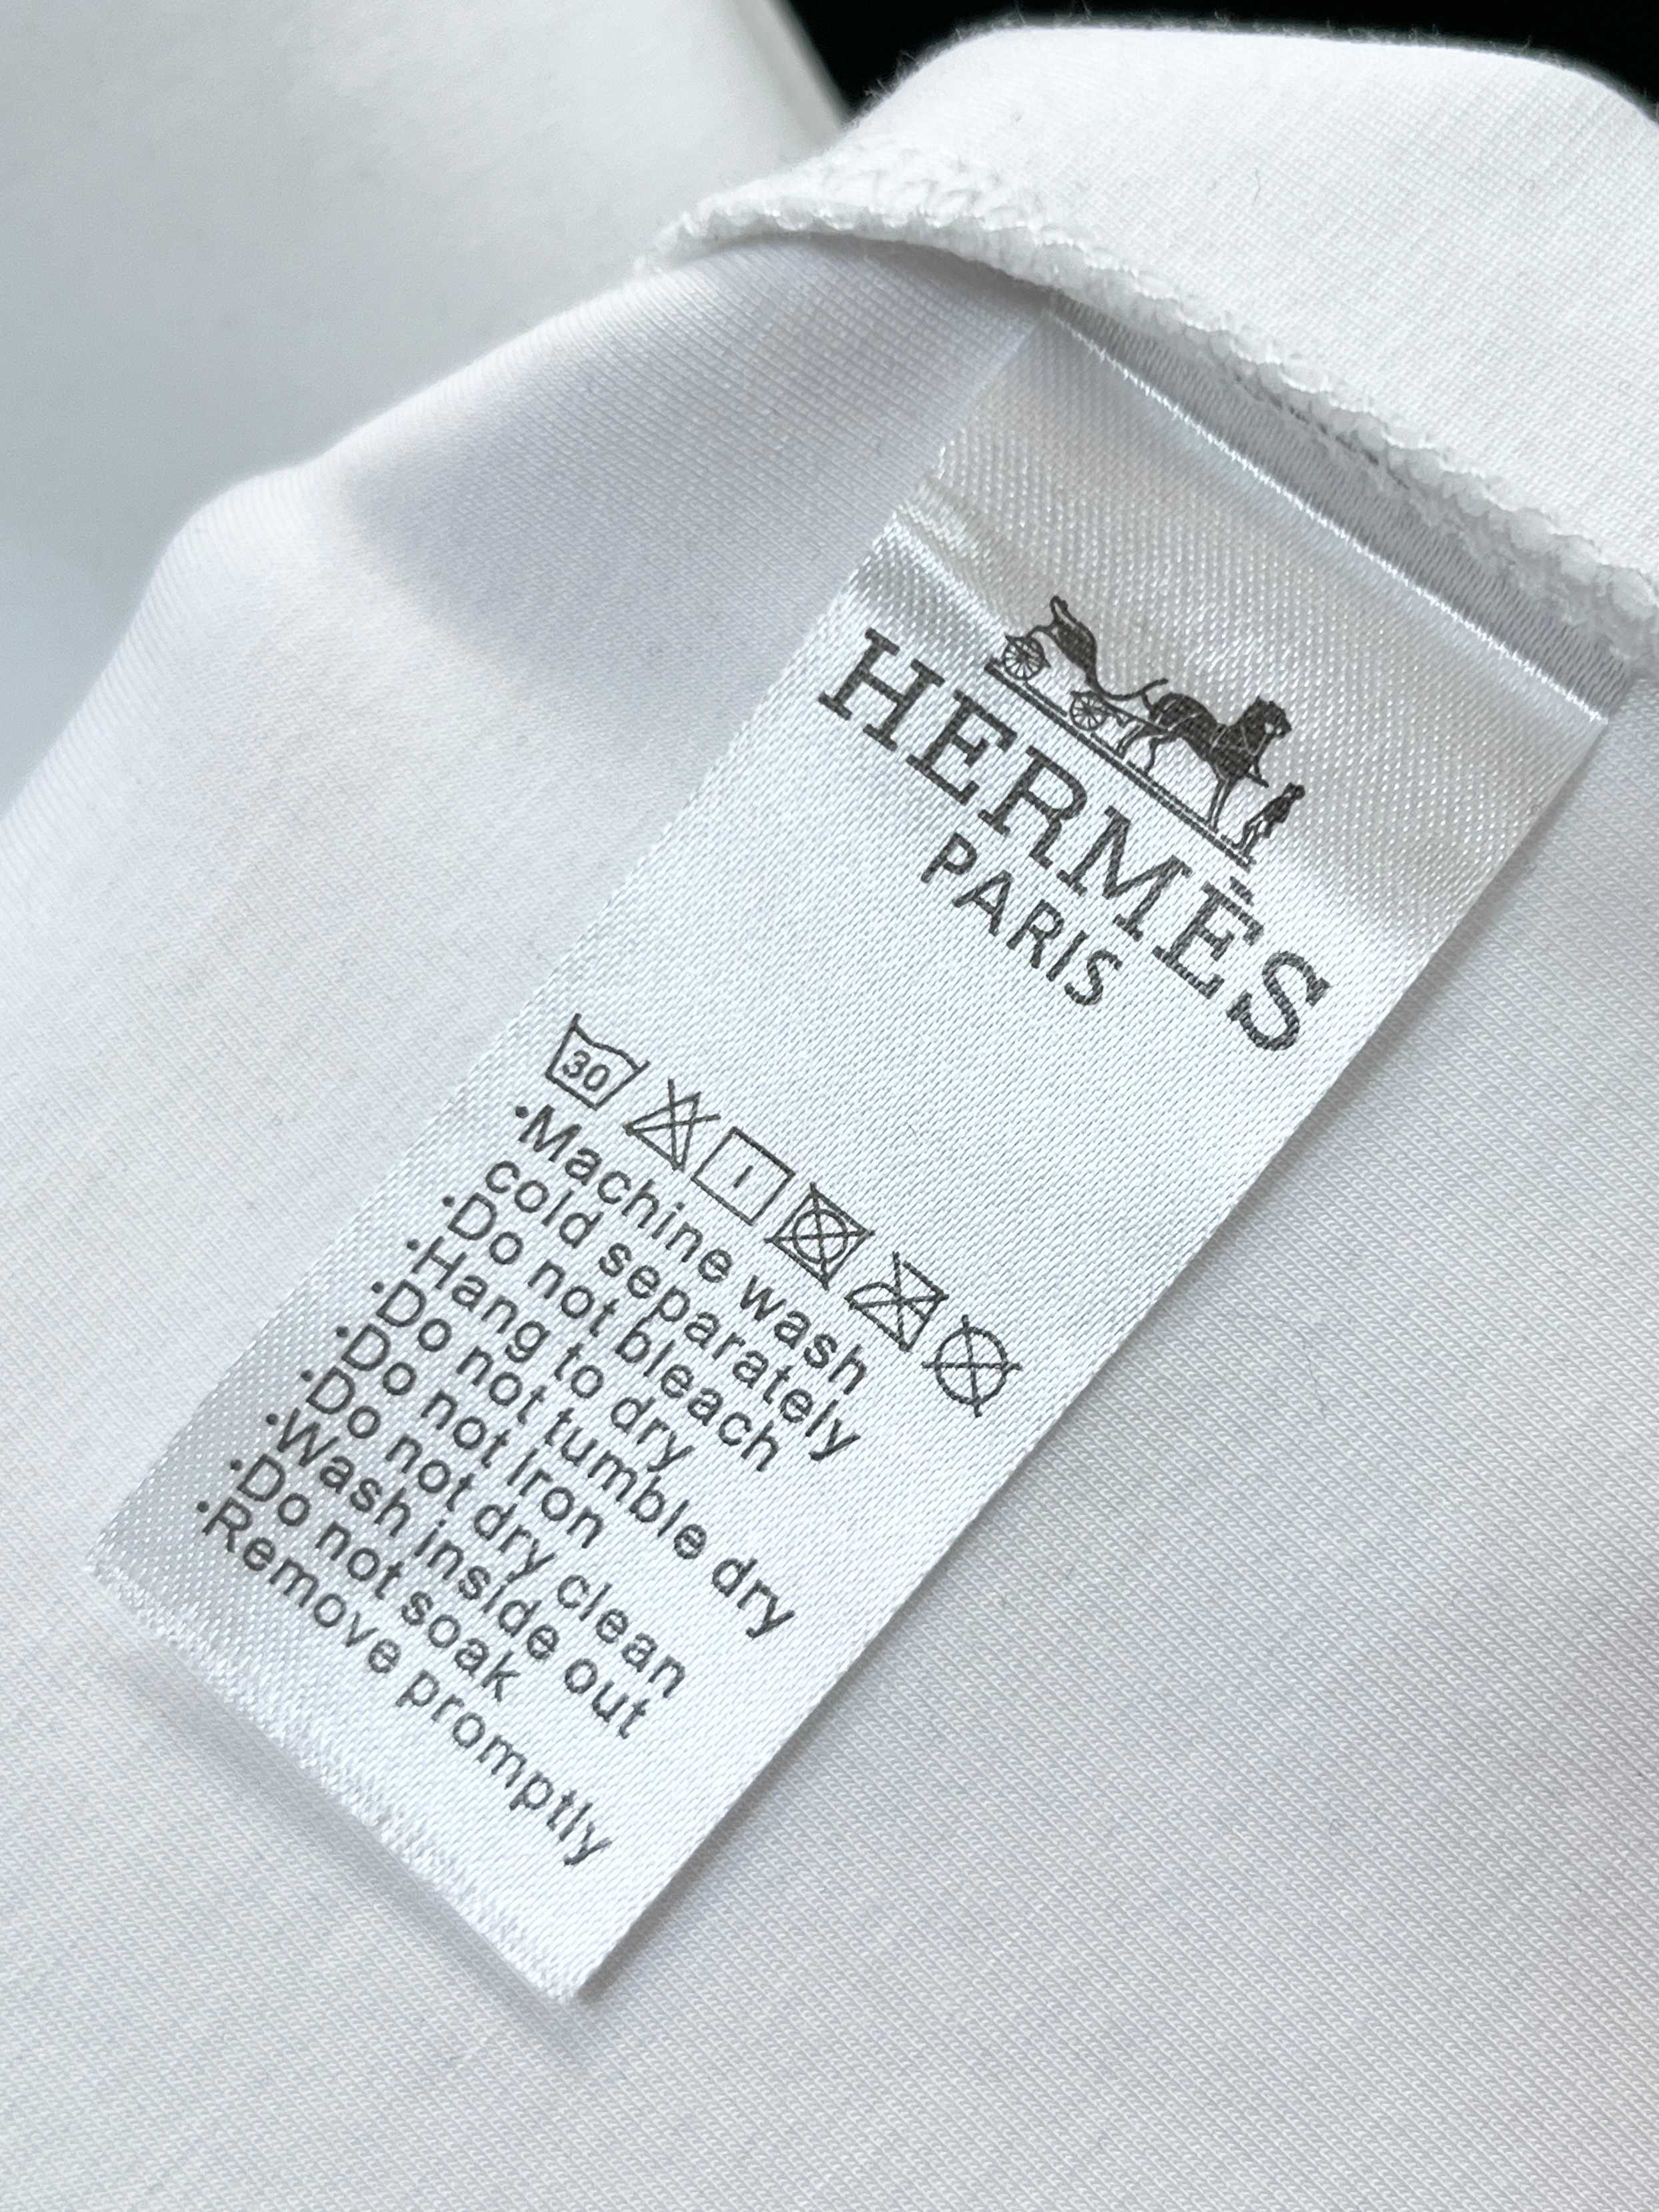 HERMÈS
PARIS
30
·Machine wash
cold separately
·Do not bleach
·Hang to dry
·Do not tumble dry
·Do not iron
·Do not dry clean
·Wash inside out
·Do not soak
·Remove promptly